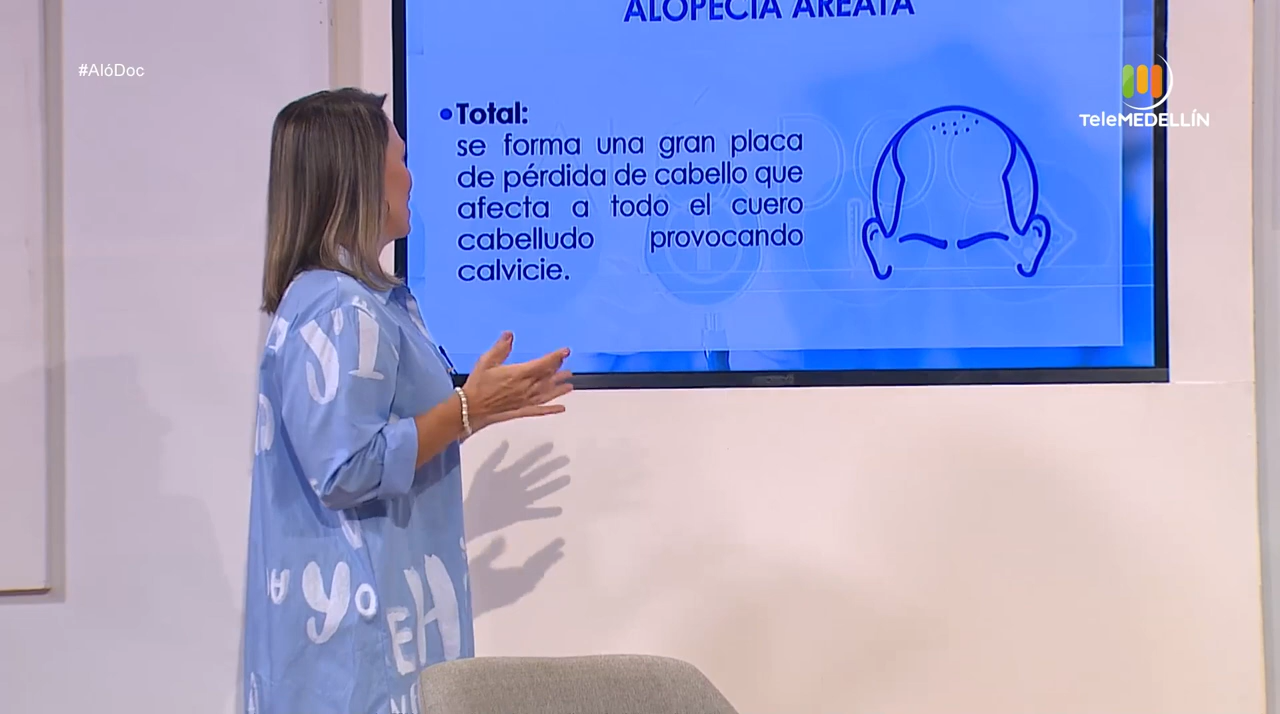 ALOPECIA AREATA
#AlóDoc
TeleMEDELLÍN
•Total:
se forma una gran placa
de pérdida de cabello que
afecta a todo el cuero
cabelludo provocando
calvicie.